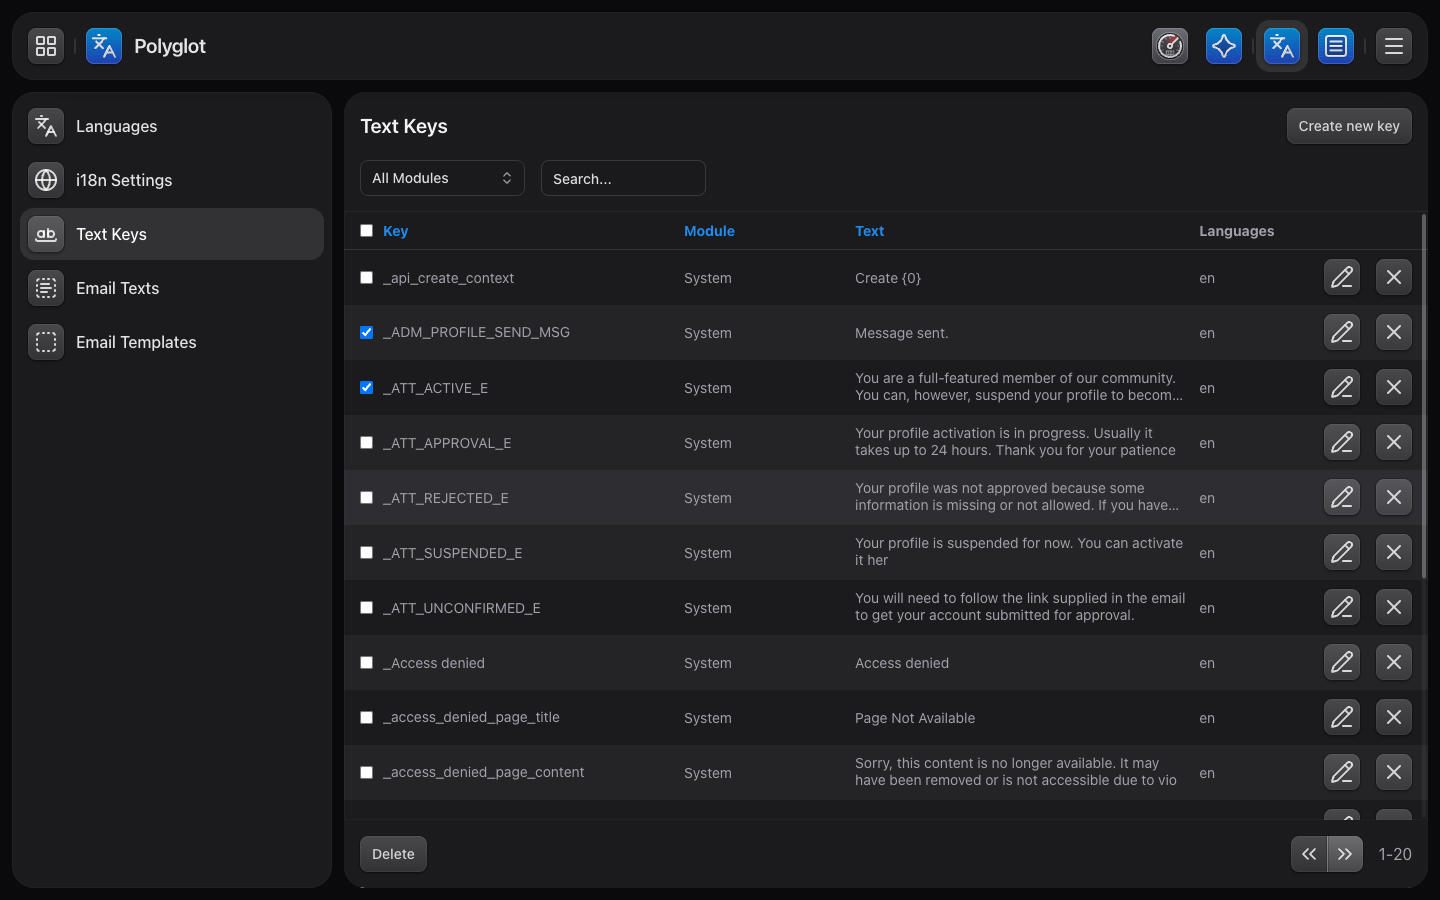 Polyglot
Languages
i18n Settings
ab Text Keys
Email Texts
Email Templates
Text Keys
Create new key
All Modules
Search...
Key Module Text Languages
_api_create_context System Create {0} en
_ADM_PROFILE_SEND_MSG System Message sent. en
_ATT_ACTIVE_E System You are a full-featured member of our community. en
You can, however, suspend your profile to becom...
_ATT_APPROVAL_E System Your profile activation is in progress. Usually it en
takes up to 24 hours. Thank you for your patience
_ATT_REJECTED_E System Your profile was not approved because some en
information is missing or not allowed. If you have...
_ATT_SUSPENDED_E System Your profile is suspended for now. You can activate en
it her
_ATT_UNCONFIRMED_E System You will need to follow the link supplied in the email en
to get your account submitted for approval.
_Access denied System Access denied en
_access_denied_page_title System Page Not Available en
_access_denied_page_content System Sorry, this content is no longer available. It may en
have been removed or is not accessible due to vio
Delete
1-20